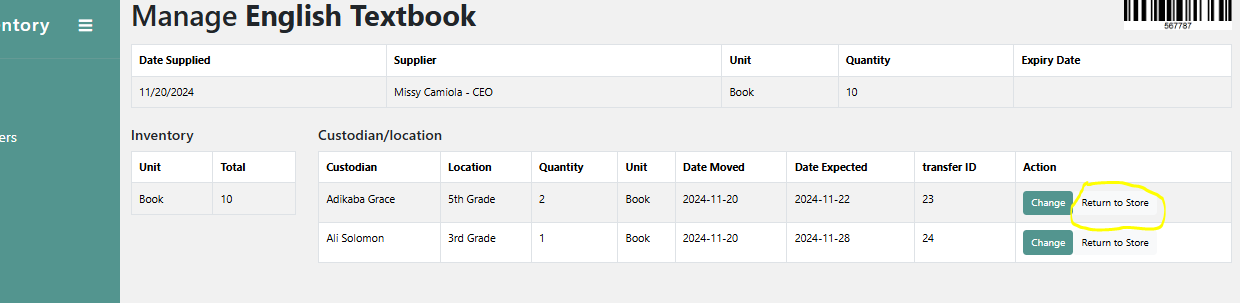 ntory ☰
ers
Manage English Textbook
567787
Date Supplied Supplier Unit Quantity Expiry Date
11/20/2024 Missy Camiola - CEO Book 10
Inventory
Unit Total
Book 10
Custodian/location
Custodian Location Quantity Unit Date Moved Date Expected transfer ID Action
Adikaba Grace 5th Grade 2 Book 2024-11-20 2024-11-22 23 Change Return to Store
Ali Solomon 3rd Grade 1 Book 2024-11-20 2024-11-28 24 Change Return to Store